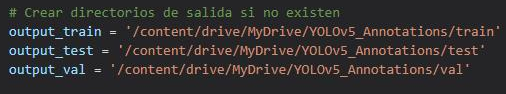 # Crear directorios de salida si no existen
output_train = '/content/drive/MyDrive/YOLOv5_Annotations/train'
output_test = '/content/drive/MyDrive/YOLOv5_Annotations/test'
output_val = '/content/drive/MyDrive/YOLOv5_Annotations/val'